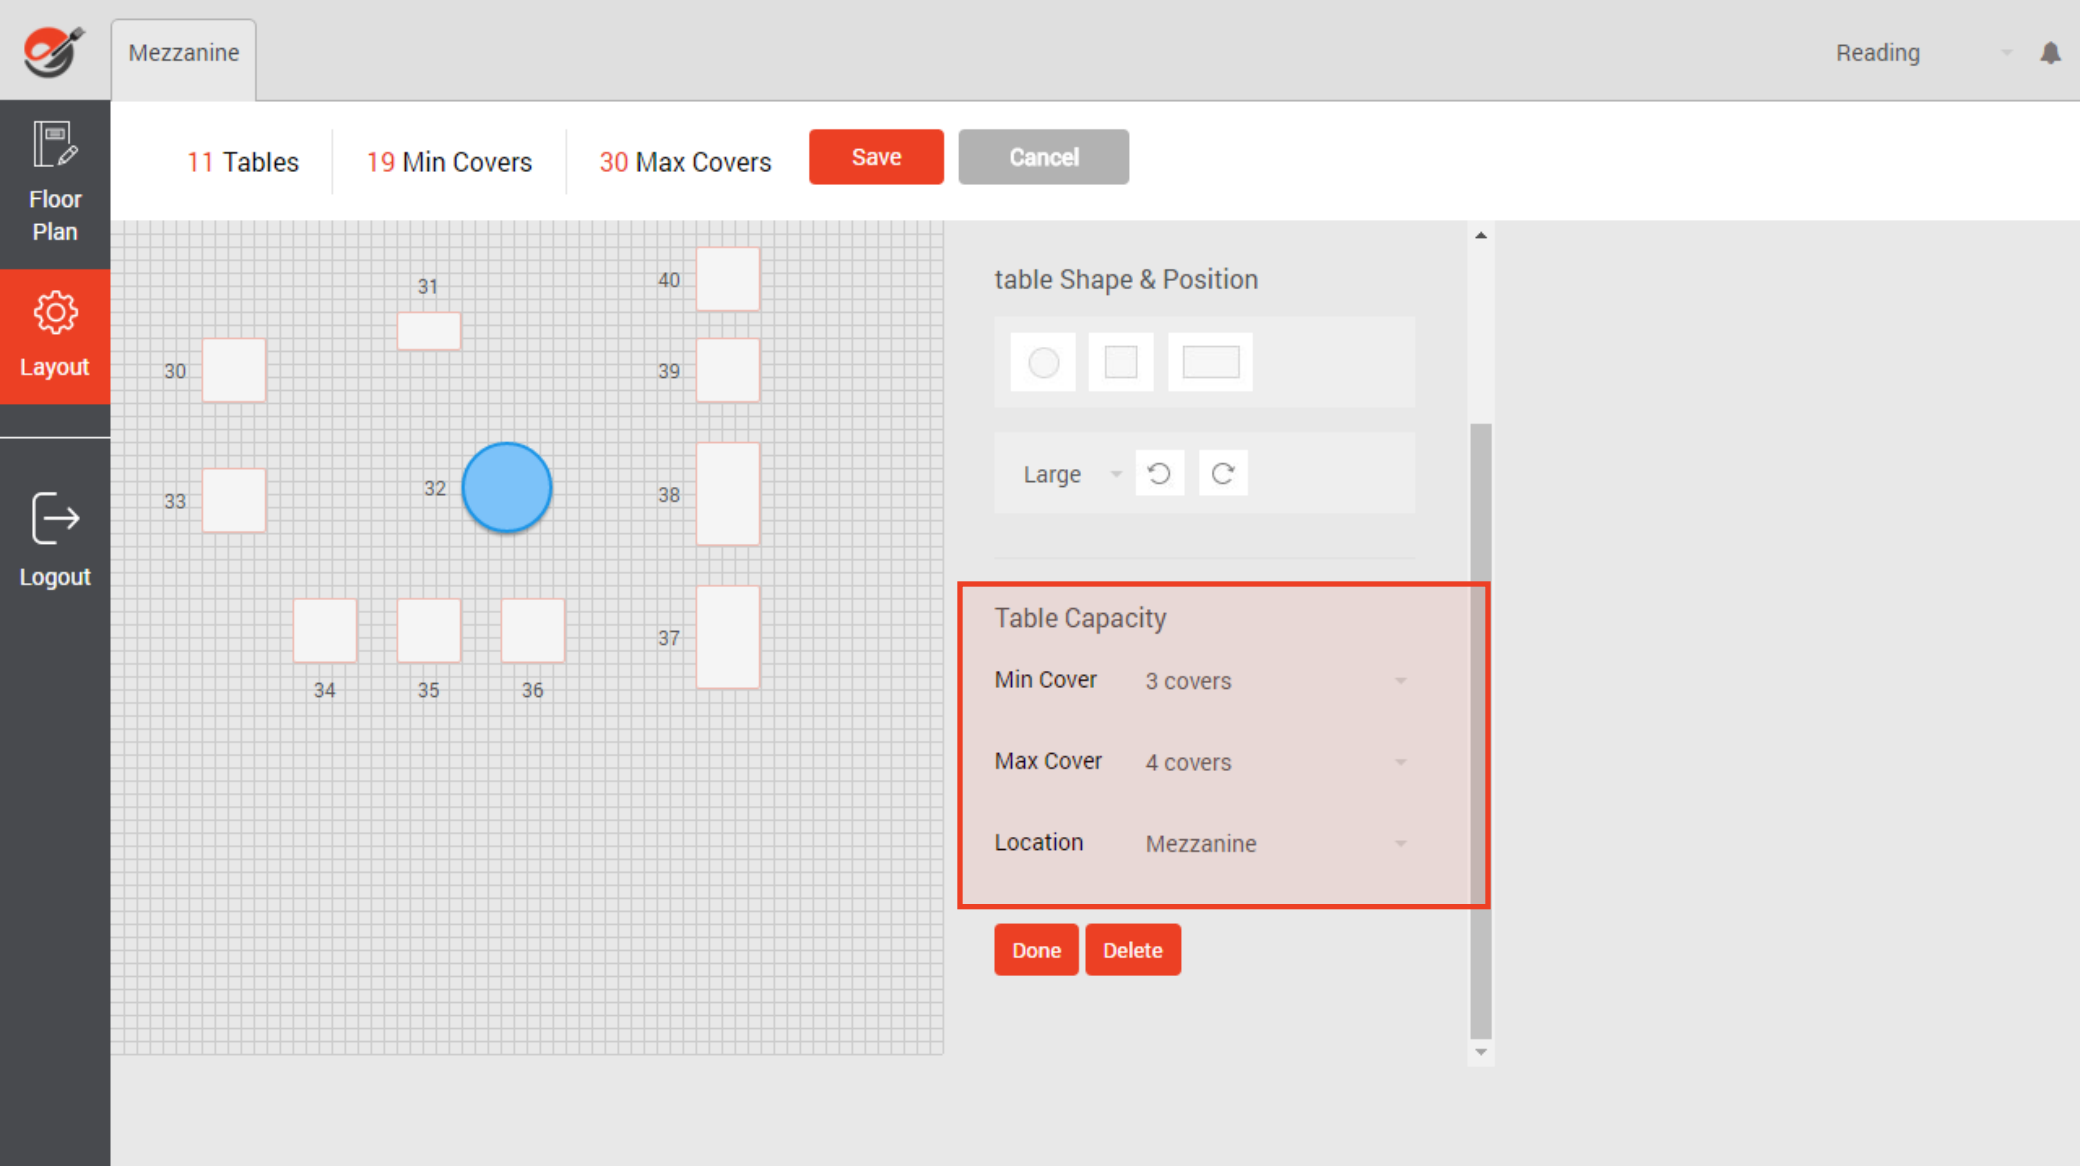 Mezzanine
Reading
Floor
Plan
Layout
Logout
11 Tables
19 Min Covers
30 Max Covers
Save
Cancel
31
40
30
39
33
32
38
37
34
35
36
table Shape & Position
Large
Table Capacity
Min Cover 3 covers
Max Cover 4 covers
Location Mezzanine
Done
Delete